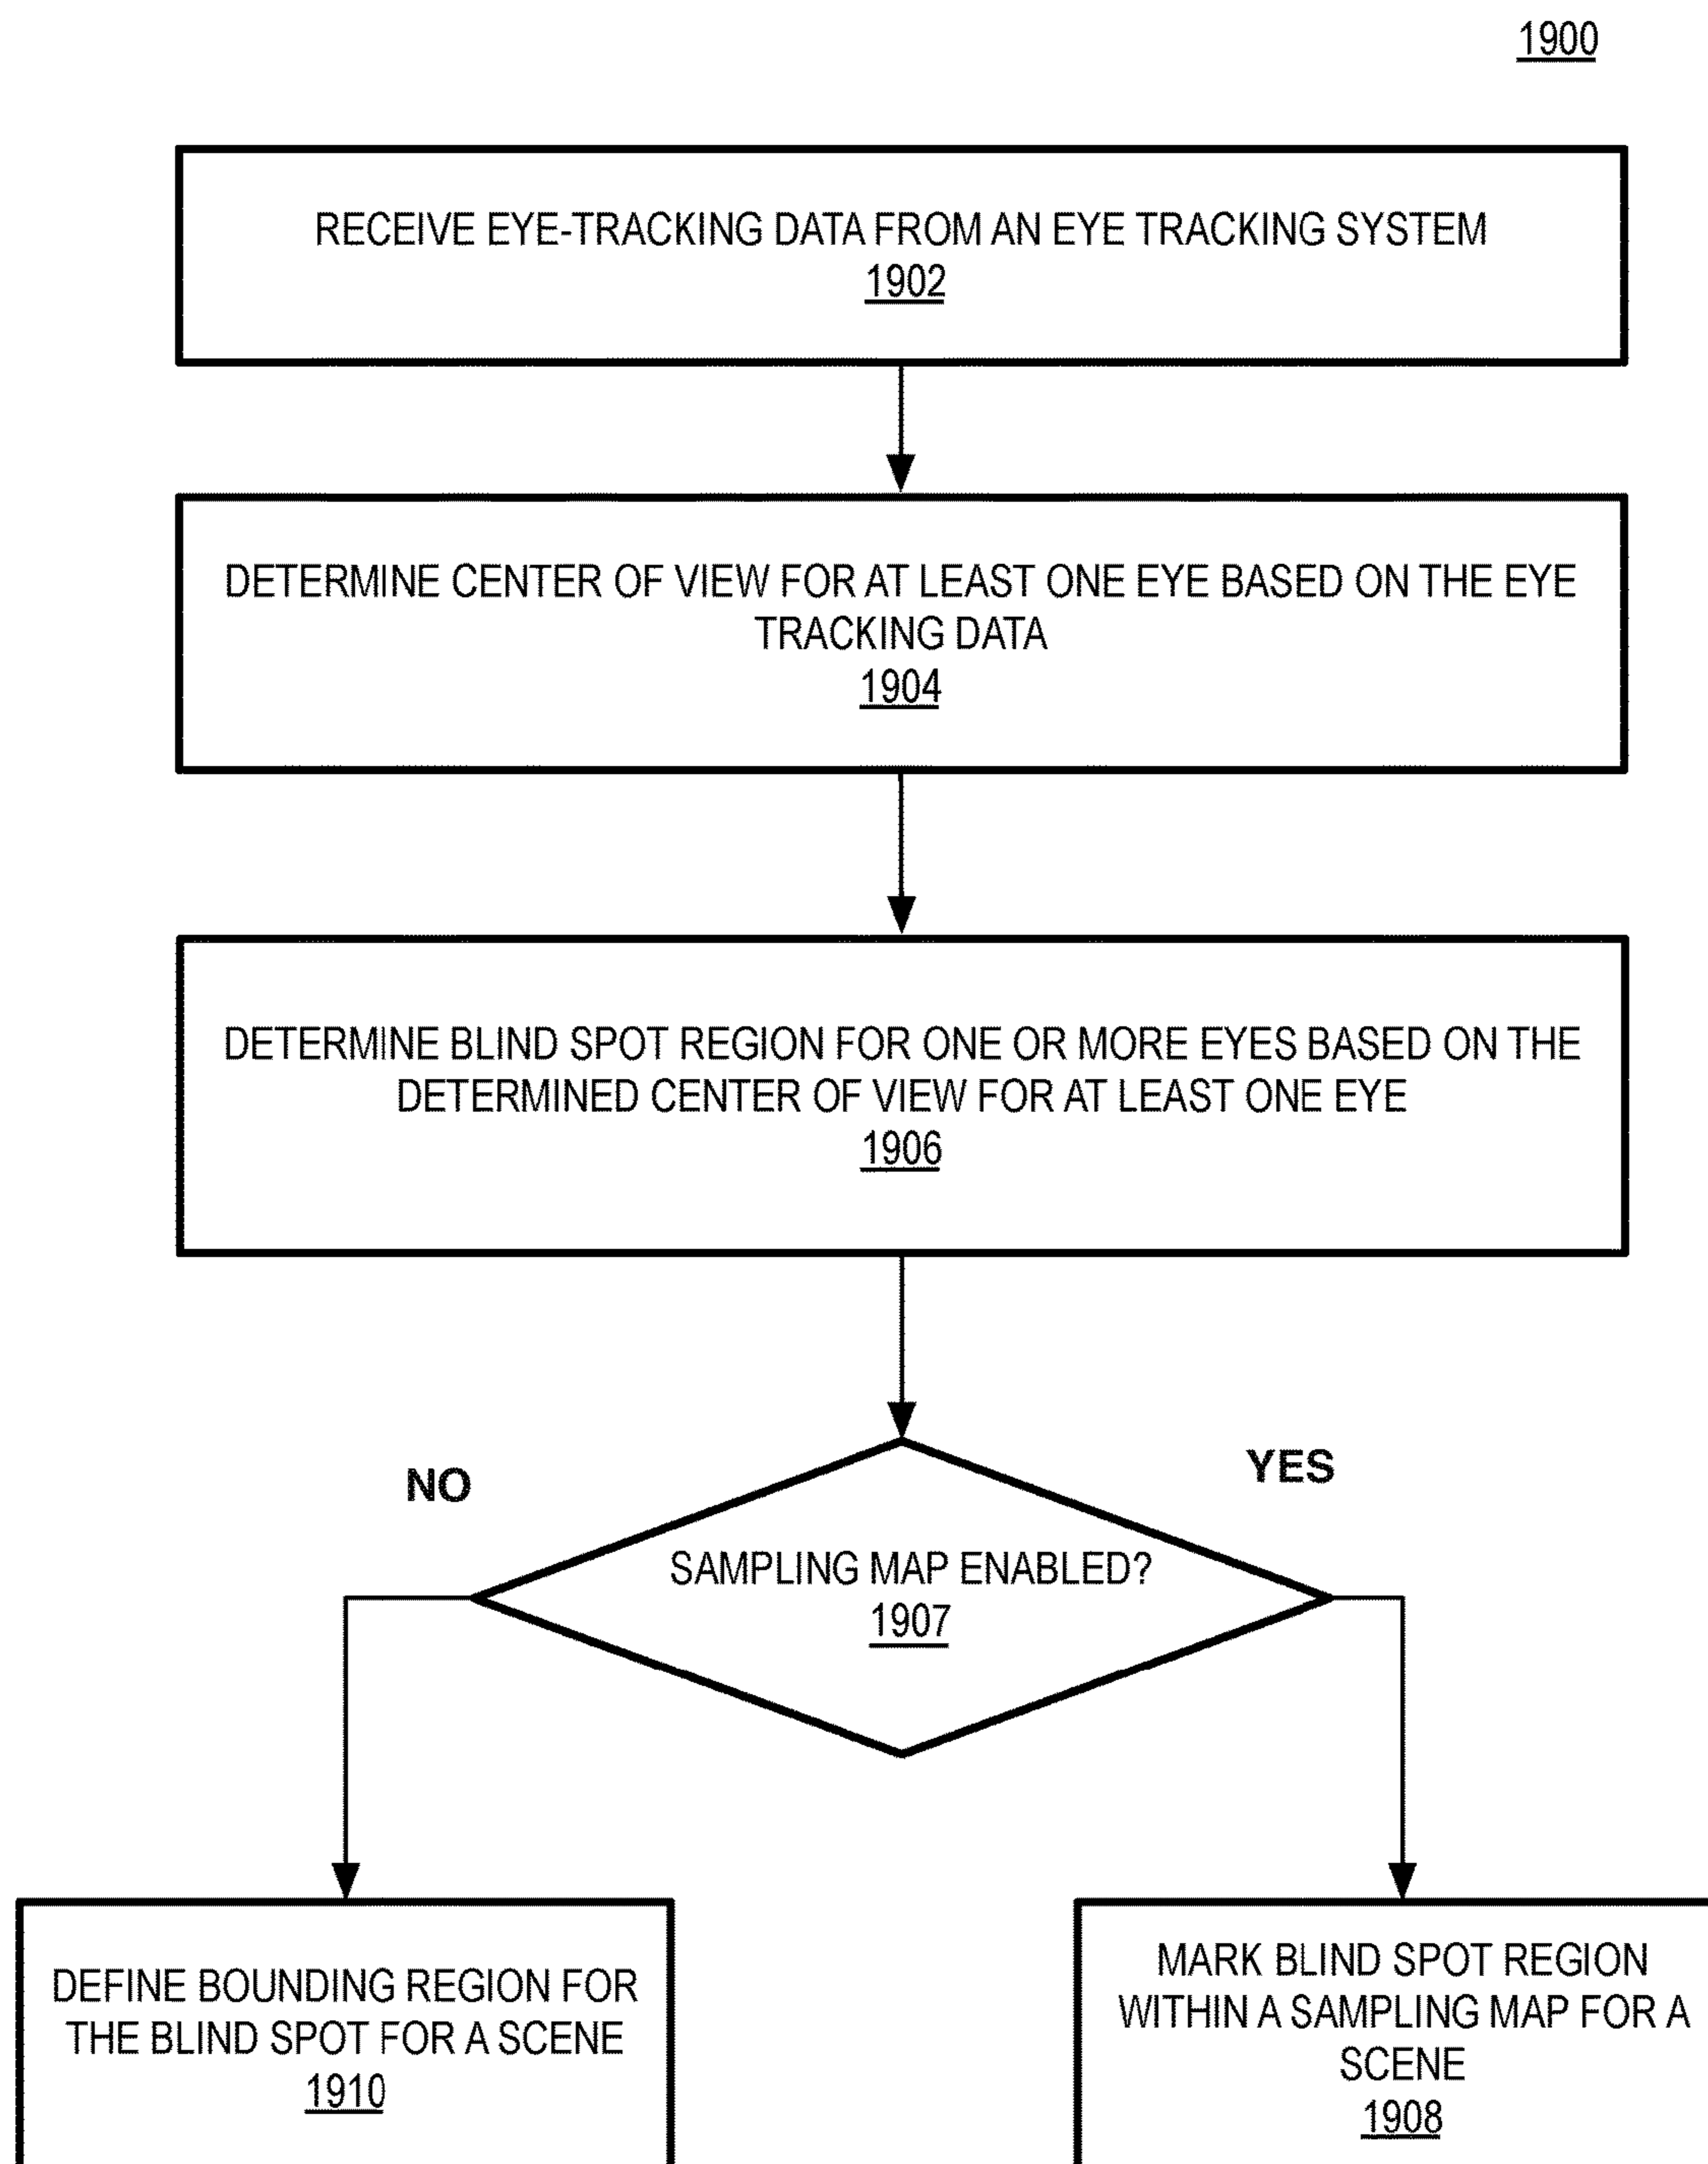 1900
RECEIVE EYE-TRACKING DATA FROM AN EYE TRACKING SYSTEM
1902
DETERMINE CENTER OF VIEW FOR AT LEAST ONE EYE BASED ON THE EYE
TRACKING DATA
1904
DETERMINE BLIND SPOT REGION FOR ONE OR MORE EYES BASED ON THE
DETERMINED CENTER OF VIEW FOR AT LEAST ONE EYE
1906
NO
YES
SAMPLING MAP ENABLED?
1907
DEFINE BOUNDING REGION FOR
THE BLIND SPOT FOR A SCENE
1910
MARK BLIND SPOT REGION
WITHIN A SAMPLING MAP FOR A
SCENE
1908